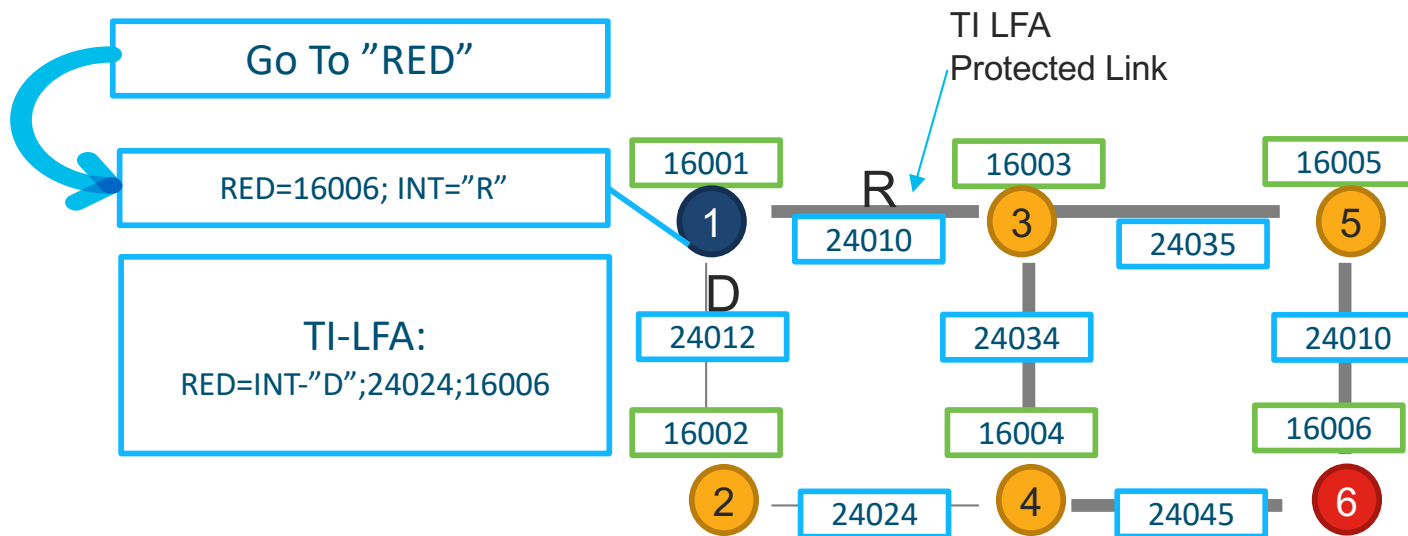 Go To ”RED”
TI LFA
Protected Link
RED=16006; INT=”R”
16001
16003
16005
1
R
3
5
24010
24035
TI-LFA:
RED=INT-”D”;24024;16006
D
24012
24034
24010
16002
16004
16006
2
24024
4
24045
6